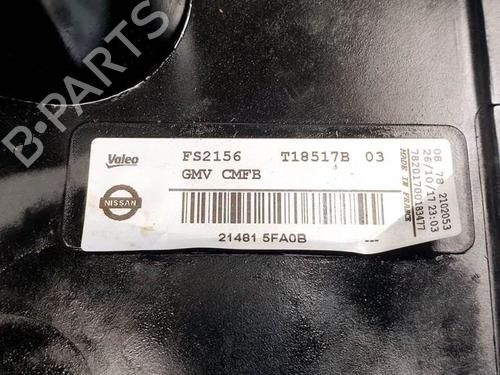 Valeo
FS2156 T18517B 03
GMV CMFB
NISSAN
21481 5FA0B ---
MADE IN FRANCE
08 78 2102053
26/10/17 23:03
B-PARTS